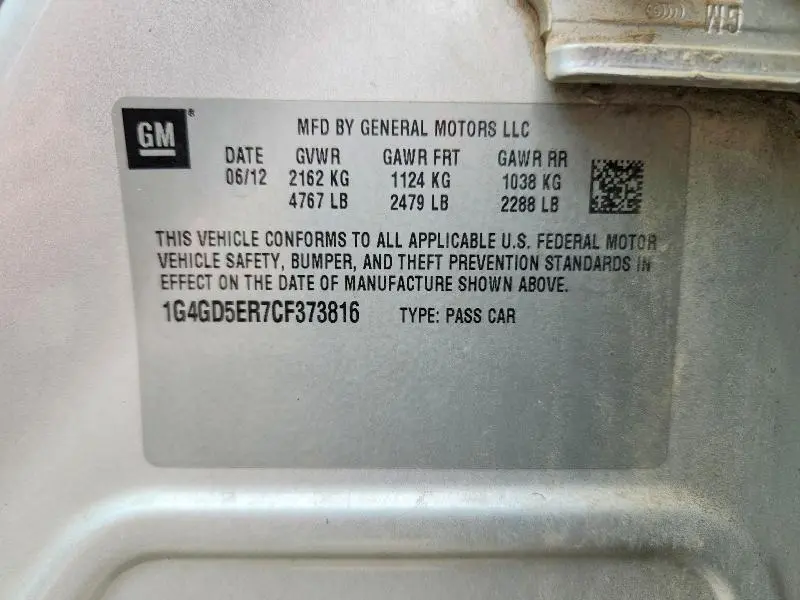 GM
GM ®
MFD BY GENERAL MOTORS LLC
DATE GVWR GAWR FRT GAWR RR
06/12 2162 KG 1124 KG 1038 KG
4767 LB 2479 LB 2288 LB
THIS VEHICLE CONFORMS TO ALL APPLICABLE U.S. FEDERAL MOTOR
VEHICLE SAFETY, BUMPER, AND THEFT PREVENTION STANDARDS IN
EFFECT ON THE DATE OF MANUFACTURE SHOWN ABOVE.
1G4GD5ER7CF373816 TYPE: PASS CAR